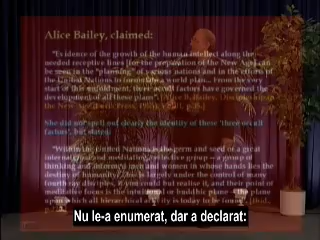 Alice Bailey, claimed:
"Evidence of the growth of the human intellect along the
needed receptive lines [for the preparation of the New Age] can
be seen in the "planning" of various nations and in the efforts of
the United Nations to formulate a world plan... From the very
start of this unfoldment, three occult factors have governed the
development of all these plans".
She did not spell out clearly the identity of these 'three occult
factors', but stated:
"Within the United Nations is the germ and seed of a great
international and meditating, reflective group — a group of
thinking and informed men and women in whose hands lies the
destiny of humanity. This is largely under the control of many
fourth ray disciples, if you could but realise it, and their point of
meditative focus is the intuitional or buddhic plane — the plane
upon which all hierarchical activity is today to be found.
Nu le-a enumerat, dar a declarat: